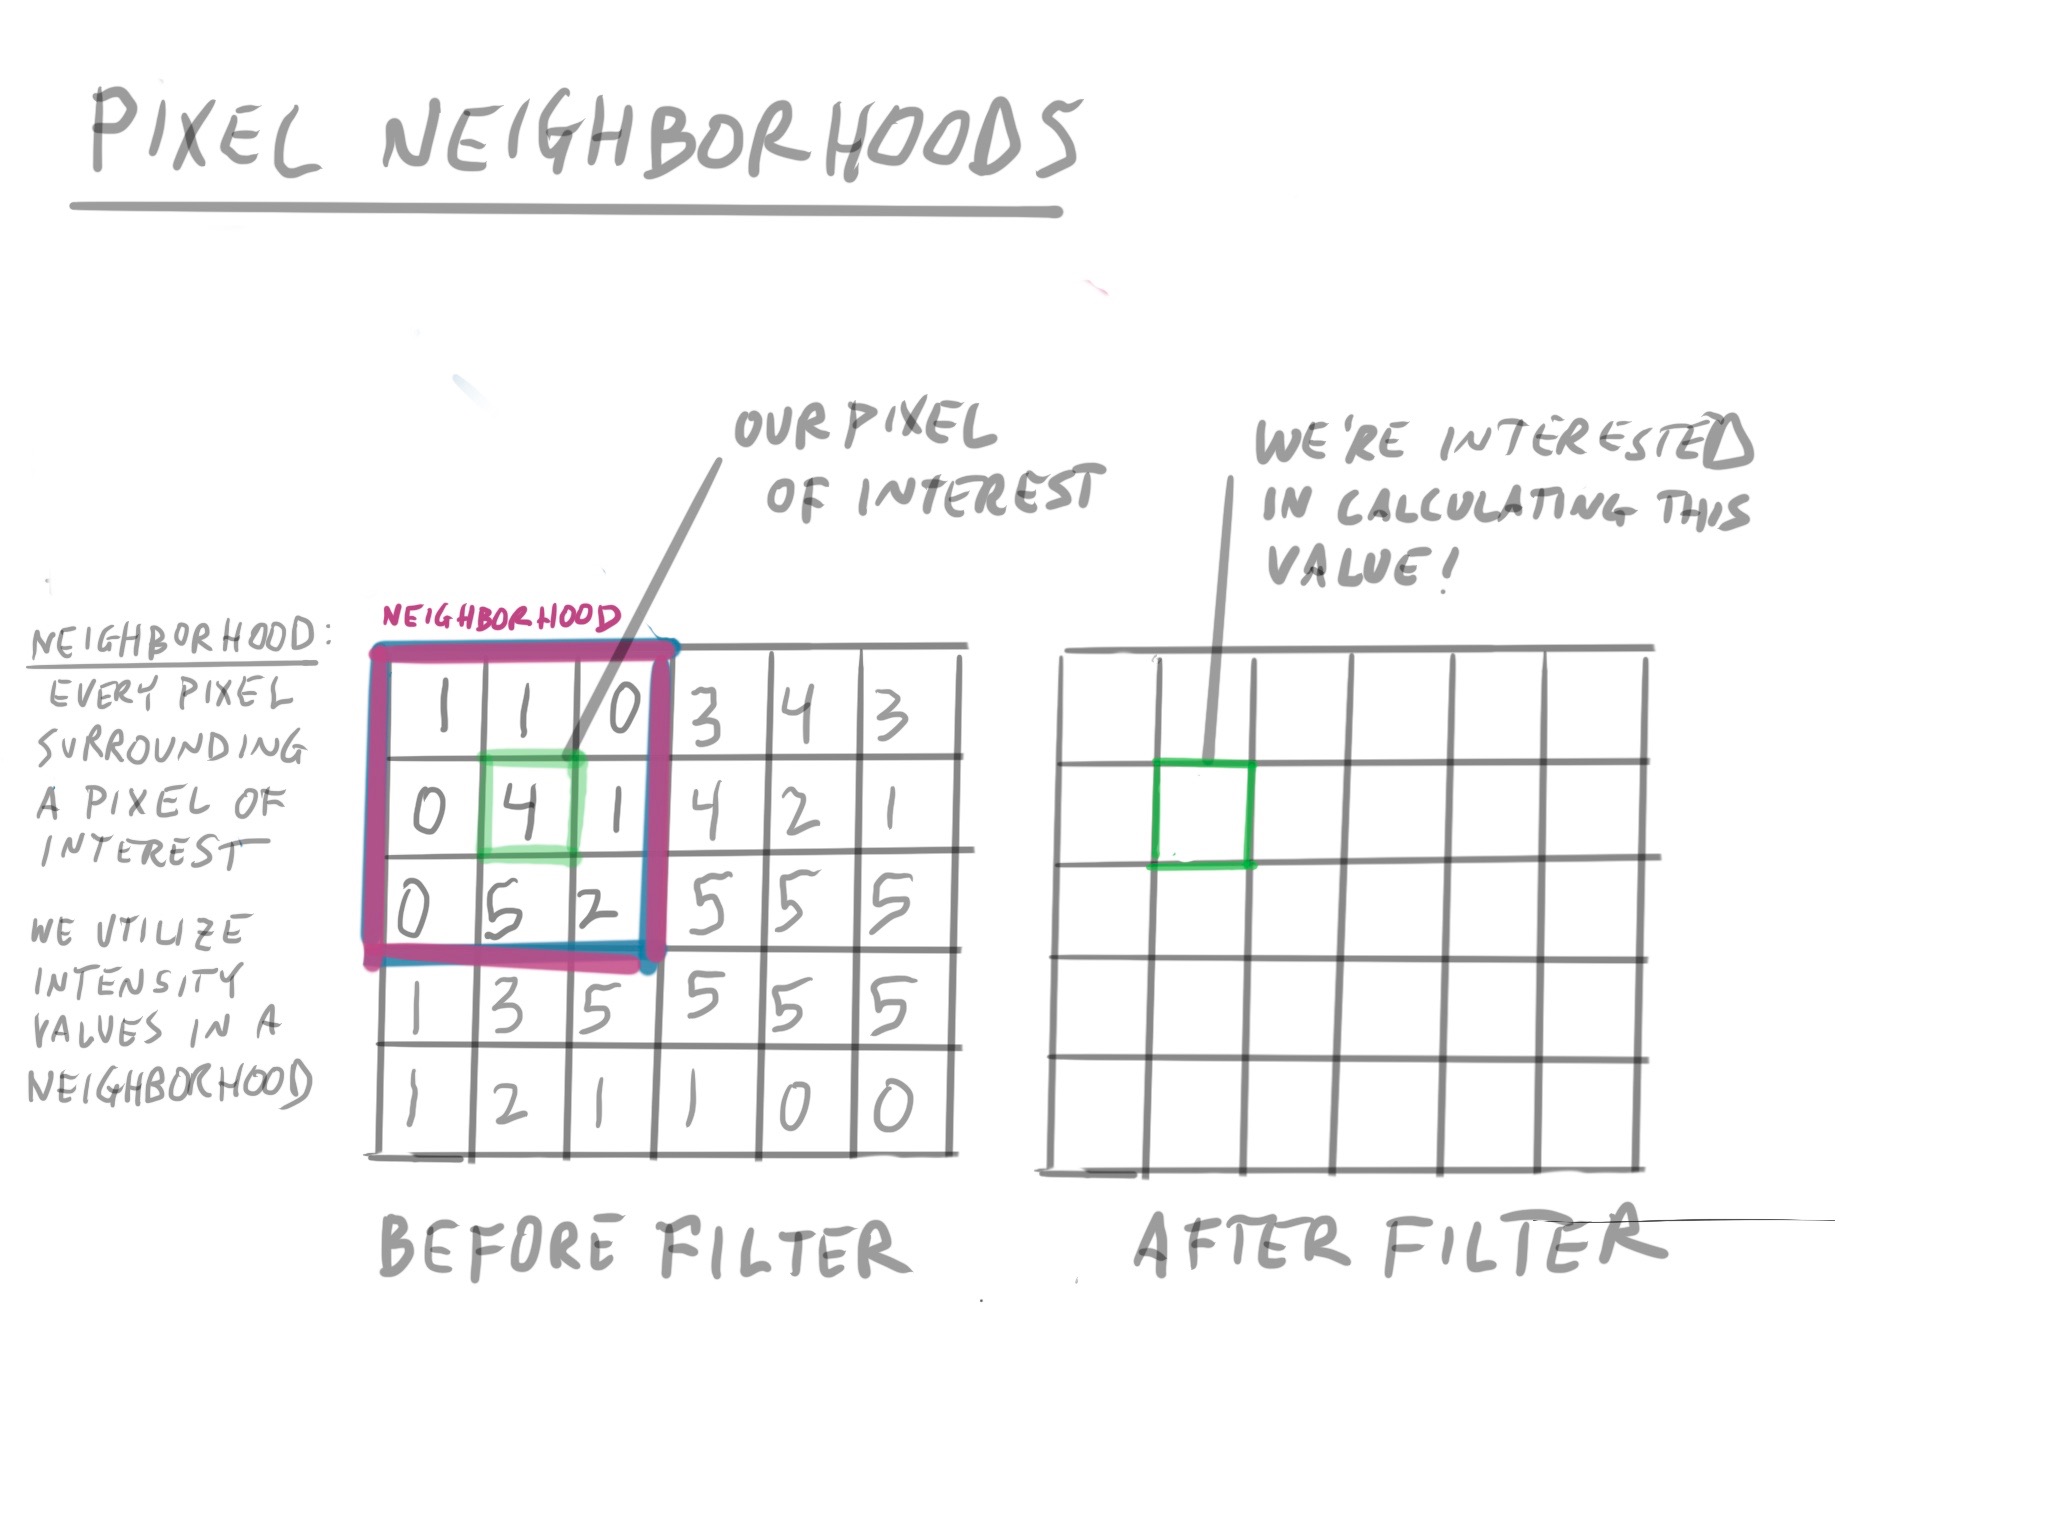 PIXEL NEIGHBORHOODS
OUR PIXEL
OF INTEREST
WE'RE INTERESTED
IN CALCULATING THIS
VALUE!
NEIGHBORHOOD:
EVERY PIXEL
SURROUNDING
A PIXEL OF
INTEREST
WE UTILIZE
INTENSITY
VALUES IN A
NEIGHBORHOOD
NEIGHBORHOOD
1 1 0 3 4 3
0 4 1 4 2 1
0 5 2 5 5 5
1 3 5 5 5 5
1 2 1 1 0 0
BEFORE FILTER
AFTER FILTER